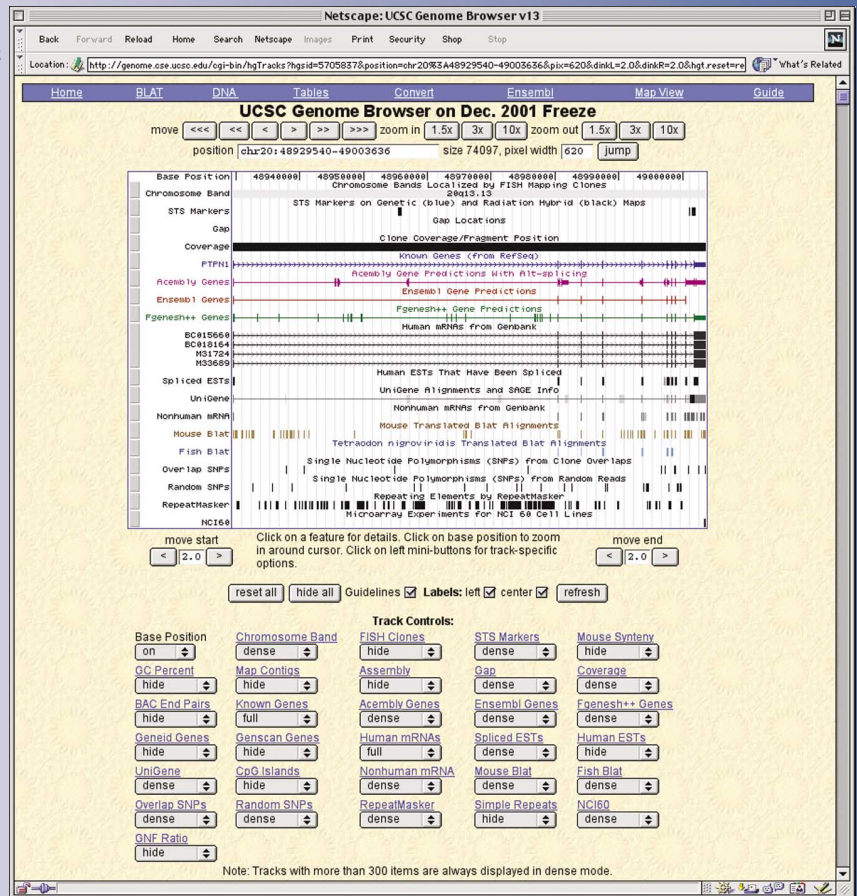 Netscape: UCSC Genome Browser v13
Back Forward Reload Home Search Netscape Images Print Security Shop Stop
Location: http://genome.cse.ucsc.edu/cgi-bin/hgTracks?hgsid=5705837&position=chr20%3A48929540-49003636&pix=620&dinkL=2.0&dinkR=2.0&hgt.reset=re What's Related
Home BLAT DNA Tables Convert Ensembl Map View Guide
UCSC Genome Browser on Dec. 2001 Freeze
move <<< << < > >> >>> zoom in 1.5x 3x 10x zoom out 1.5x 3x 10x
position chr20:48929540-49003636 size 74097, pixel width 620 jump
Base Position 48940000| 48950000| 48960000| 48970000| 48980000| 48990000| 49000000|
Chromosome Bands Localized by FISH Mapping Clones
Chromosome Band 20q13.13
STS Markers on Genetic (blue) and Radiation Hybrid (black) Maps
STS Markers
Gap Locations
Gap
Clone Coverage/Fragment Position
Coverage
Known Genes (from RefSeq)
PTPN1
Acembly Gene Predictions With Alt-splicing
Acembly Genes
Ensembl Gene Predictions
Ensembl Genes
Fgenesh++ Gene Predictions
Fgenesh++ Genes
Human mRNAs from Genbank
BC015660
BC018164
M31724
M33689
Human ESTs That Have Been Spliced
Spliced ESTs
UniGene Alignments and SAGE Info
UniGene
Nonhuman mRNAs from Genbank
Nonhuman mRNA
Mouse Translated Blat Alignments
Mouse Blat
Tetraodon nigroviridis Translated Blat Alignments
Fish Blat
Single Nucleotide Polymorphisms (SNPs) from Clone Overlaps
Overlap SNPs
Single Nucleotide Polymorphisms (SNPs) from Random Reads
Random SNPs
Repeating Elements by RepeatMasker
RepeatMasker
Microarray Experiments for NCI 60 Cell Lines
NCI60
move start Click on a feature for details. Click on base position to zoom move end
< 2.0 > in around cursor. Click on left mini-buttons for track-specific < 2.0 >
options.
reset all hide all Guidelines Labels: left center refresh
Track Controls:
Base Position Chromosome Band FISH Clones STS Markers Mouse Synteny
on dense hide dense hide
GC Percent Map Contigs Assembly Gap Coverage
hide hide hide dense dense
BAC End Pairs Known Genes Acembly Genes Ensembl Genes Fgenesh++ Genes
hide full dense dense dense
Geneid Genes Genscan Genes Human mRNAs Spliced ESTs Human ESTs
hide hide full dense hide
UniGene CpG Islands Nonhuman mRNA Mouse Blat Fish Blat
dense hide dense dense dense
Overlap SNPs Random SNPs RepeatMasker Simple Repeats NCI60
dense dense dense hide dense
GNF Ratio
hide
Note: Tracks with more than 300 items are always displayed in dense mode.